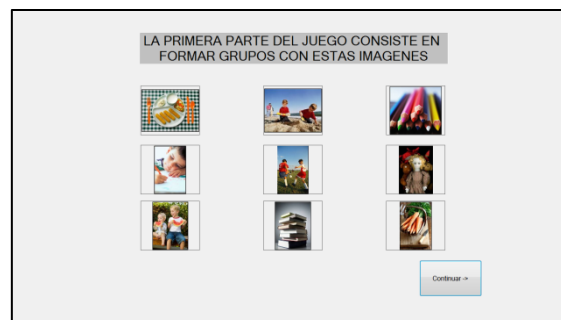 LA PRIMERA PARTE DEL JUEGO CONSISTE EN
FORMAR GRUPOS CON ESTAS IMAGENES
Continuar ->